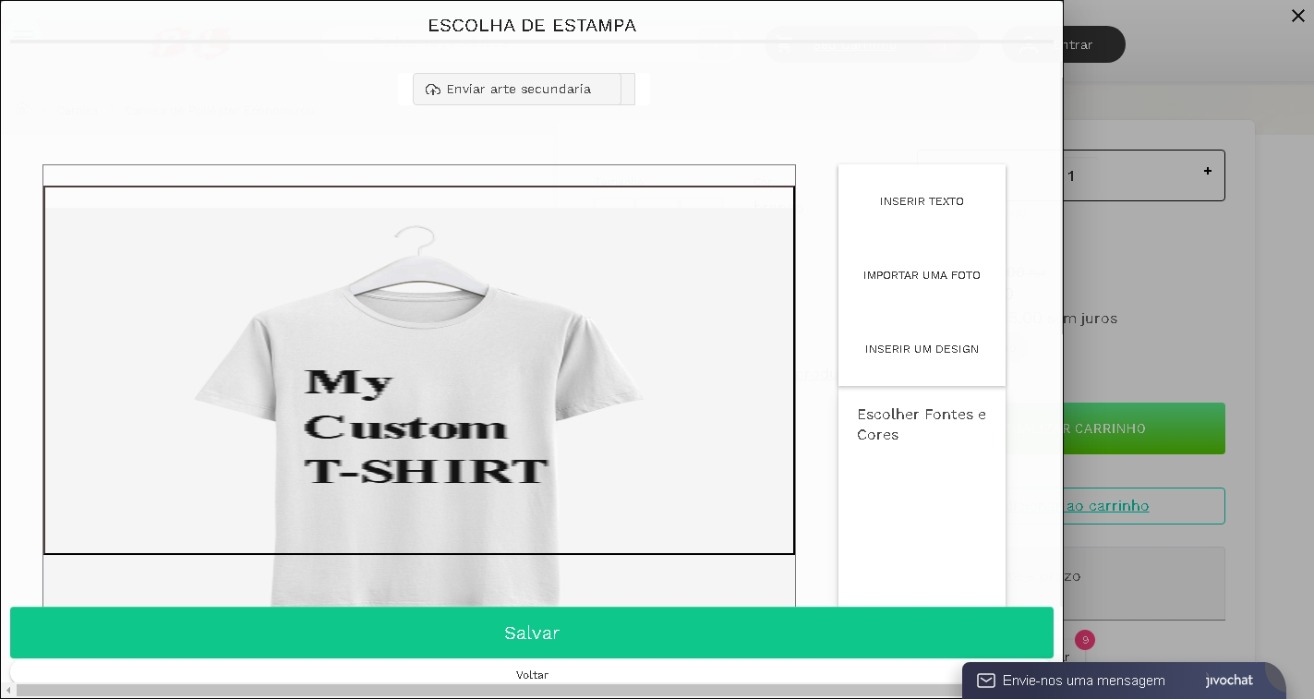 ESCOLHA DE ESTAMPA
ntrar
Enviar arte secundaria
1
+
INSERIR TEXTO
IMPORTAR UMA FOTO
m juros
INSERIR UM DESIGN
My
Custom
T-SHIRT
Escolher Fontes e
Cores
R CARRINHO
ao carrinho
zo
Salvar
9
r
Voltar
Envie-nos uma mensagem
jivochat